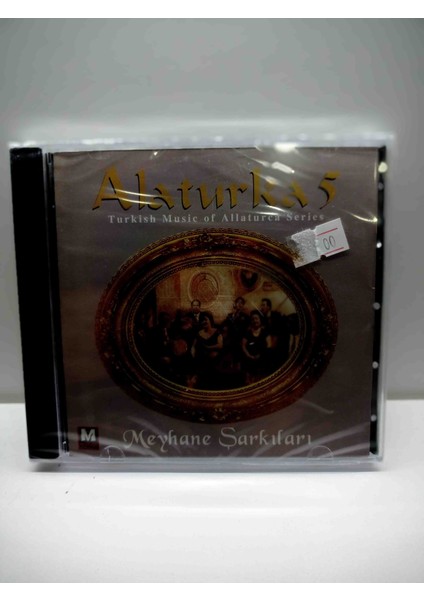 Alaturka 5
Turkish Music of Allaturca Series
00
M
Meyhane Şarkıları